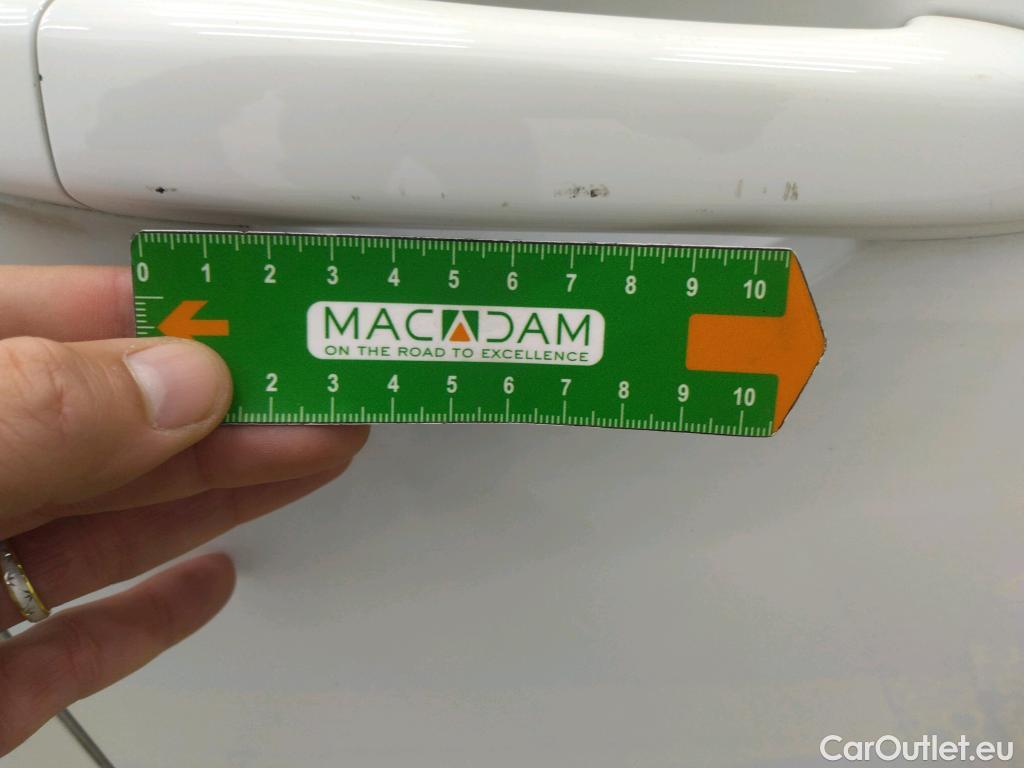 0 1 2 3 4 5 6 7 8 9 10
MACADAM
ON THE ROAD TO EXCELLENCE
2 3 4 5 6 7 8 9 10
CarOutlet.eu